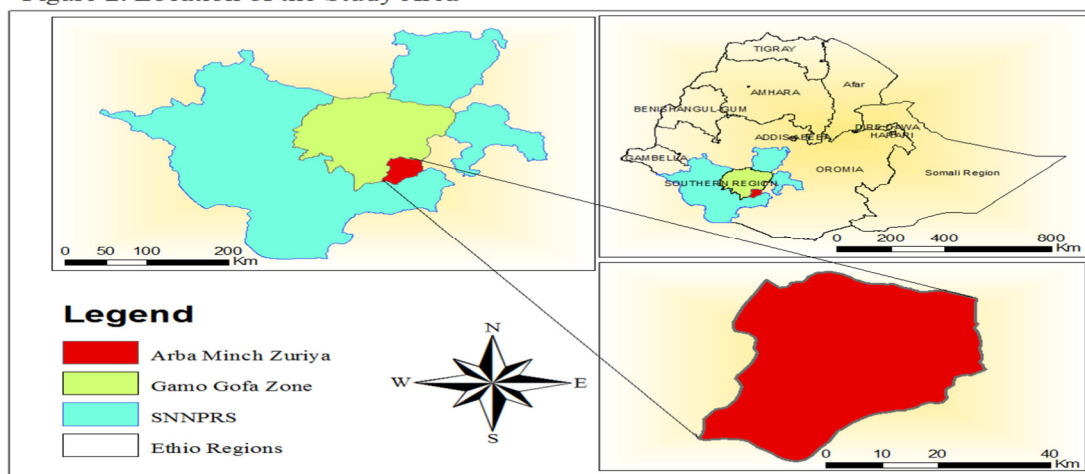 TIGRAY
AMHARA
Afar
BENISHANGUL-GUM
ADDIS ABEBA
DIRE DAWA
HARARI
GAMBELLA
OROMIA
SOUTHERN REGION
Somali Region
0 50 100 200
Km
0 200 400 800
Km
Legend
Arba Minch Zuriya
Gamo Gofa Zone
SNNPRS
Ethio Regions
N
W E
S
0 10 20 40
Km